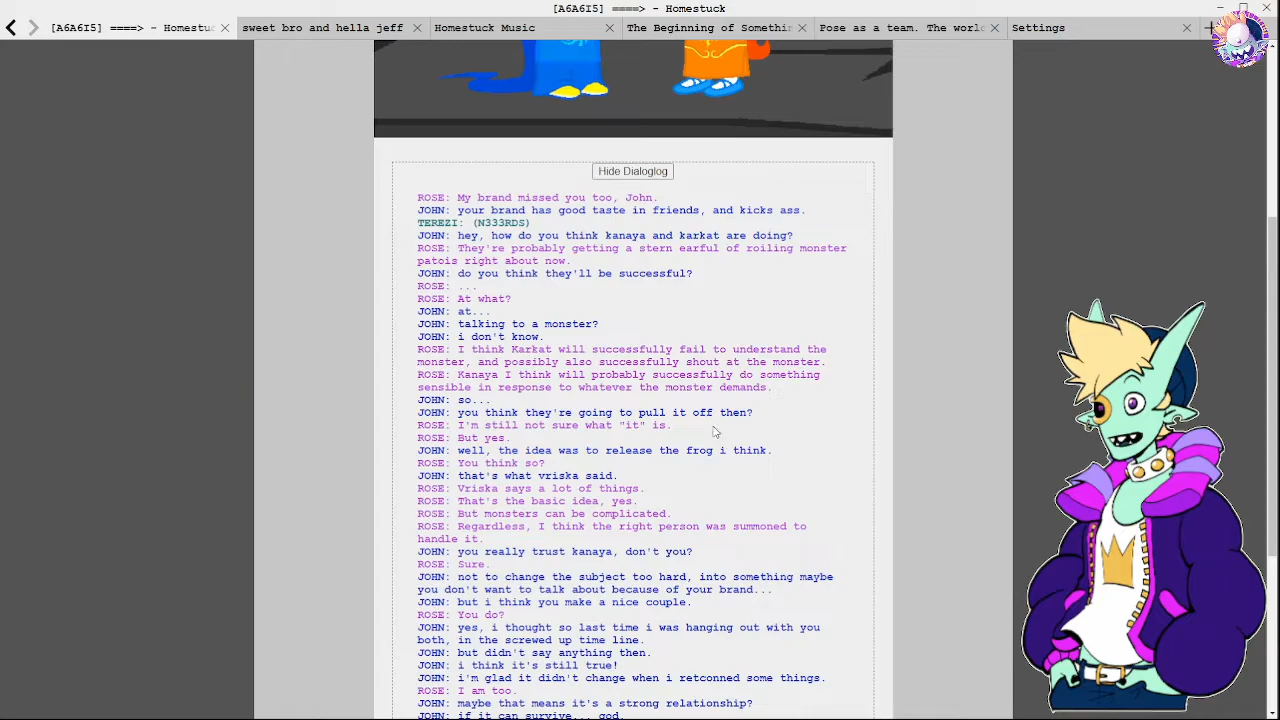 [A6A6I5] ====> - Homestuck
[A6A6I5] ====> - Homestuc
sweet bro and hella jeff
Homestuck Music
The Beginning of Somethin
Pose as a team. The worl
Settings
Hide Dialoglog
ROSE: My brand missed you too, John.
JOHN: your brand has good taste in friends, and kicks ass.
TEREZI: (N333RDS)
JOHN: hey, how do you think kanaya and karkat are doing?
ROSE: They're probably getting a stern earful of roiling monster
patois right about now.
JOHN: do you think they'll be successful?
ROSE: ...
ROSE: At what?
JOHN: at...
JOHN: talking to a monster?
JOHN: i don't know.
ROSE: I think Karkat will successfully fail to understand the
monster, and possibly also successfully shout at the monster.
ROSE: Kanaya I think will probably successfully do something
sensible in response to whatever the monster demands.
JOHN: so...
JOHN: you think they're going to pull it off then?
ROSE: I'm still not sure what "it" is.
ROSE: But yes.
JOHN: well, the idea was to release the frog i think.
ROSE: You think so?
JOHN: that's what vriska said.
ROSE: Vriska says a lot of things.
ROSE: That's the basic idea, yes.
ROSE: But monsters can be complicated.
ROSE: Regardless, I think the right person was summoned to
handle it.
JOHN: you really trust kanaya, don't you?
ROSE: Sure.
JOHN: not to change the subject too hard, into something maybe
you don't want to talk about because of your brand...
JOHN: but i think you make a nice couple.
ROSE: You do?
JOHN: yes, i thought so last time i was hanging out with you
both, in the screwed up time line.
JOHN: but didn't say anything then.
JOHN: i think it's still true!
JOHN: i'm glad it didn't change when i retconned some things.
ROSE: I am too.
JOHN: maybe that means it's a strong relationship?
JOHN: if it can survive... god.